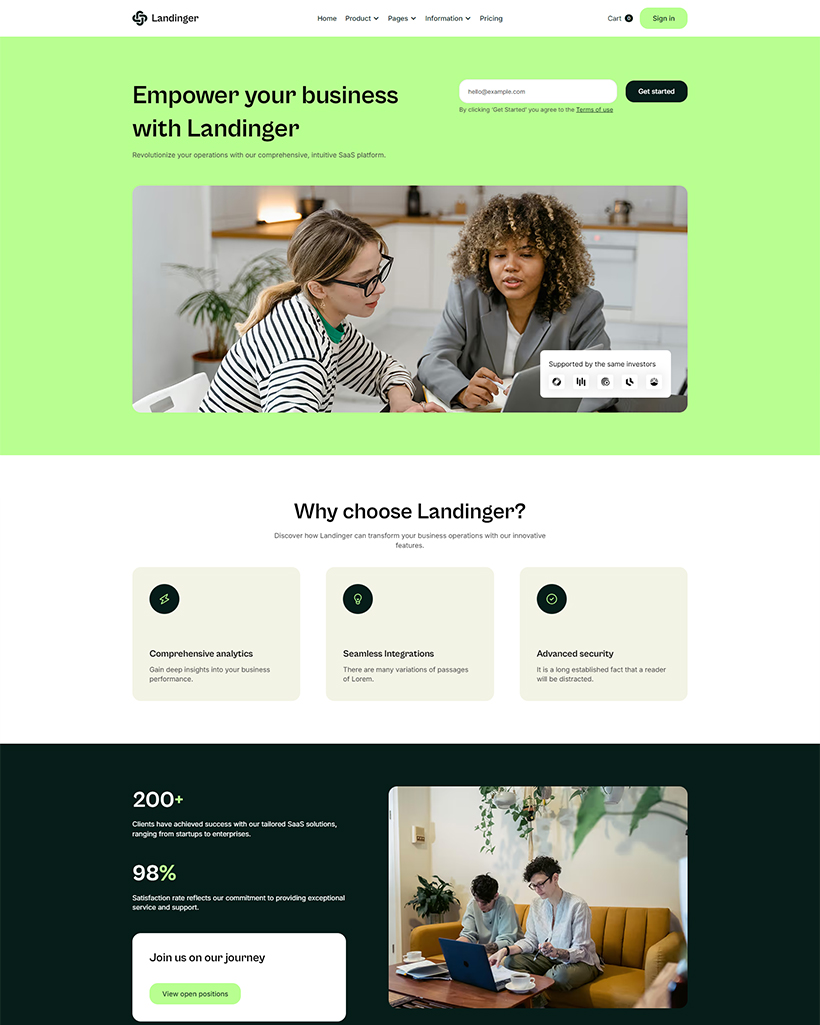 Landinger
Home Product Pages Information Pricing
Cart 0
Sign in
Empower your business
with Landinger
Revolutionize your operations with our comprehensive, intuitive SaaS platform.
hello@example.com
Get started
By clicking 'Get Started' you agree to the Terms of use
Supported by the same investors
Why choose Landinger?
Discover how Landinger can transform your business operations with our innovative
features.
Comprehensive analytics
Gain deep insights into your business
performance.
Seamless Integrations
There are many variations of passages
of Lorem.
Advanced security
It is a long established fact that a reader
will be distracted.
200+
Clients have achieved success with our tailored SaaS solutions,
ranging from startups to enterprises.
98%
Satisfaction rate reflects our commitment to providing exceptional
service and support.
Join us on our journey
View open positions